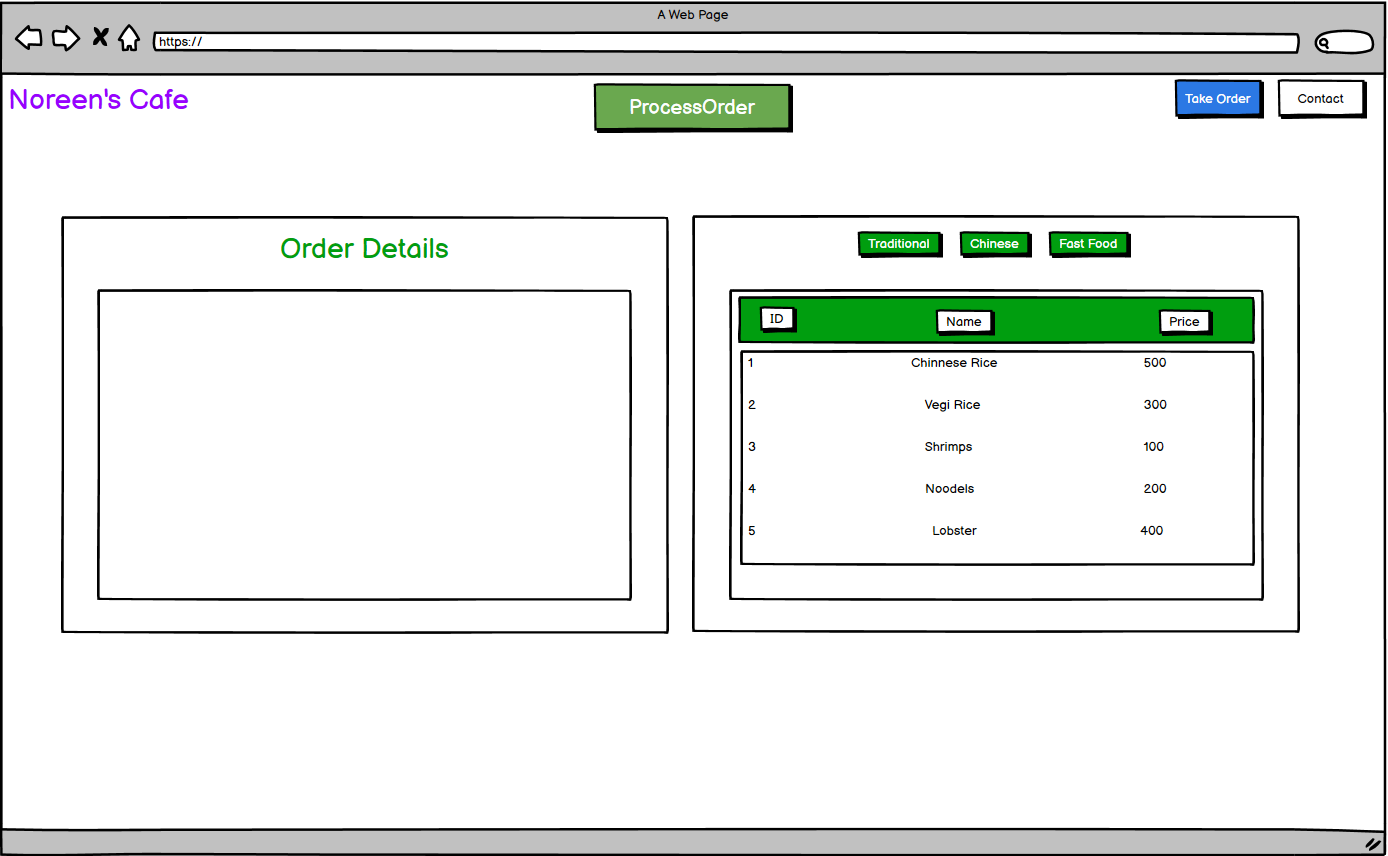 A Web Page
https://
Noreen's Cafe
ProcessOrder
Take Order
Contact
Order Details
Traditional
Chinese
Fast Food
ID Name Price
1 Chinnese Rice 500
2 Vegi Rice 300
3 Shrimps 100
4 Noodels 200
5 Lobster 400